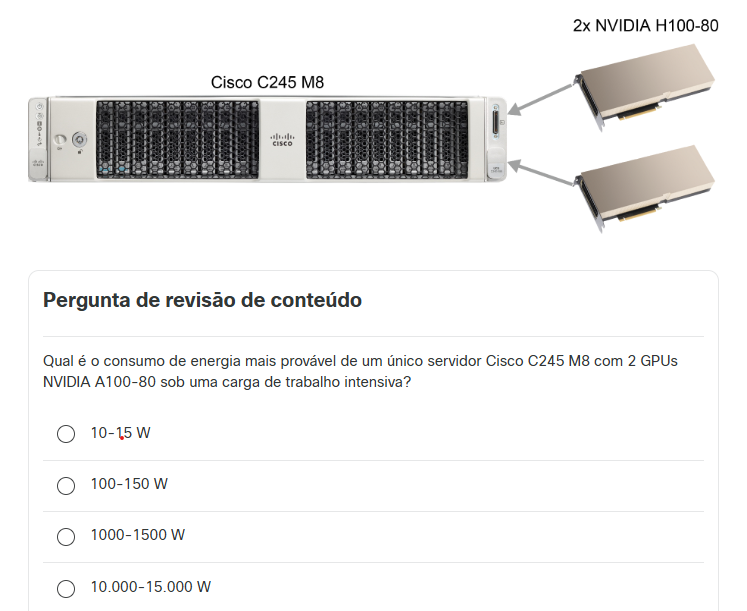 2x NVIDIA H100-80
Cisco C245 M8
CISCO
Pergunta de revisão de conteúdo
Qual é o consumo de energia mais provável de um único servidor Cisco C245 M8 com 2 GPUs
NVIDIA A100-80 sob uma carga de trabalho intensiva?
10-15 W
100-150 W
1000-1500 W
10.000-15.000 W